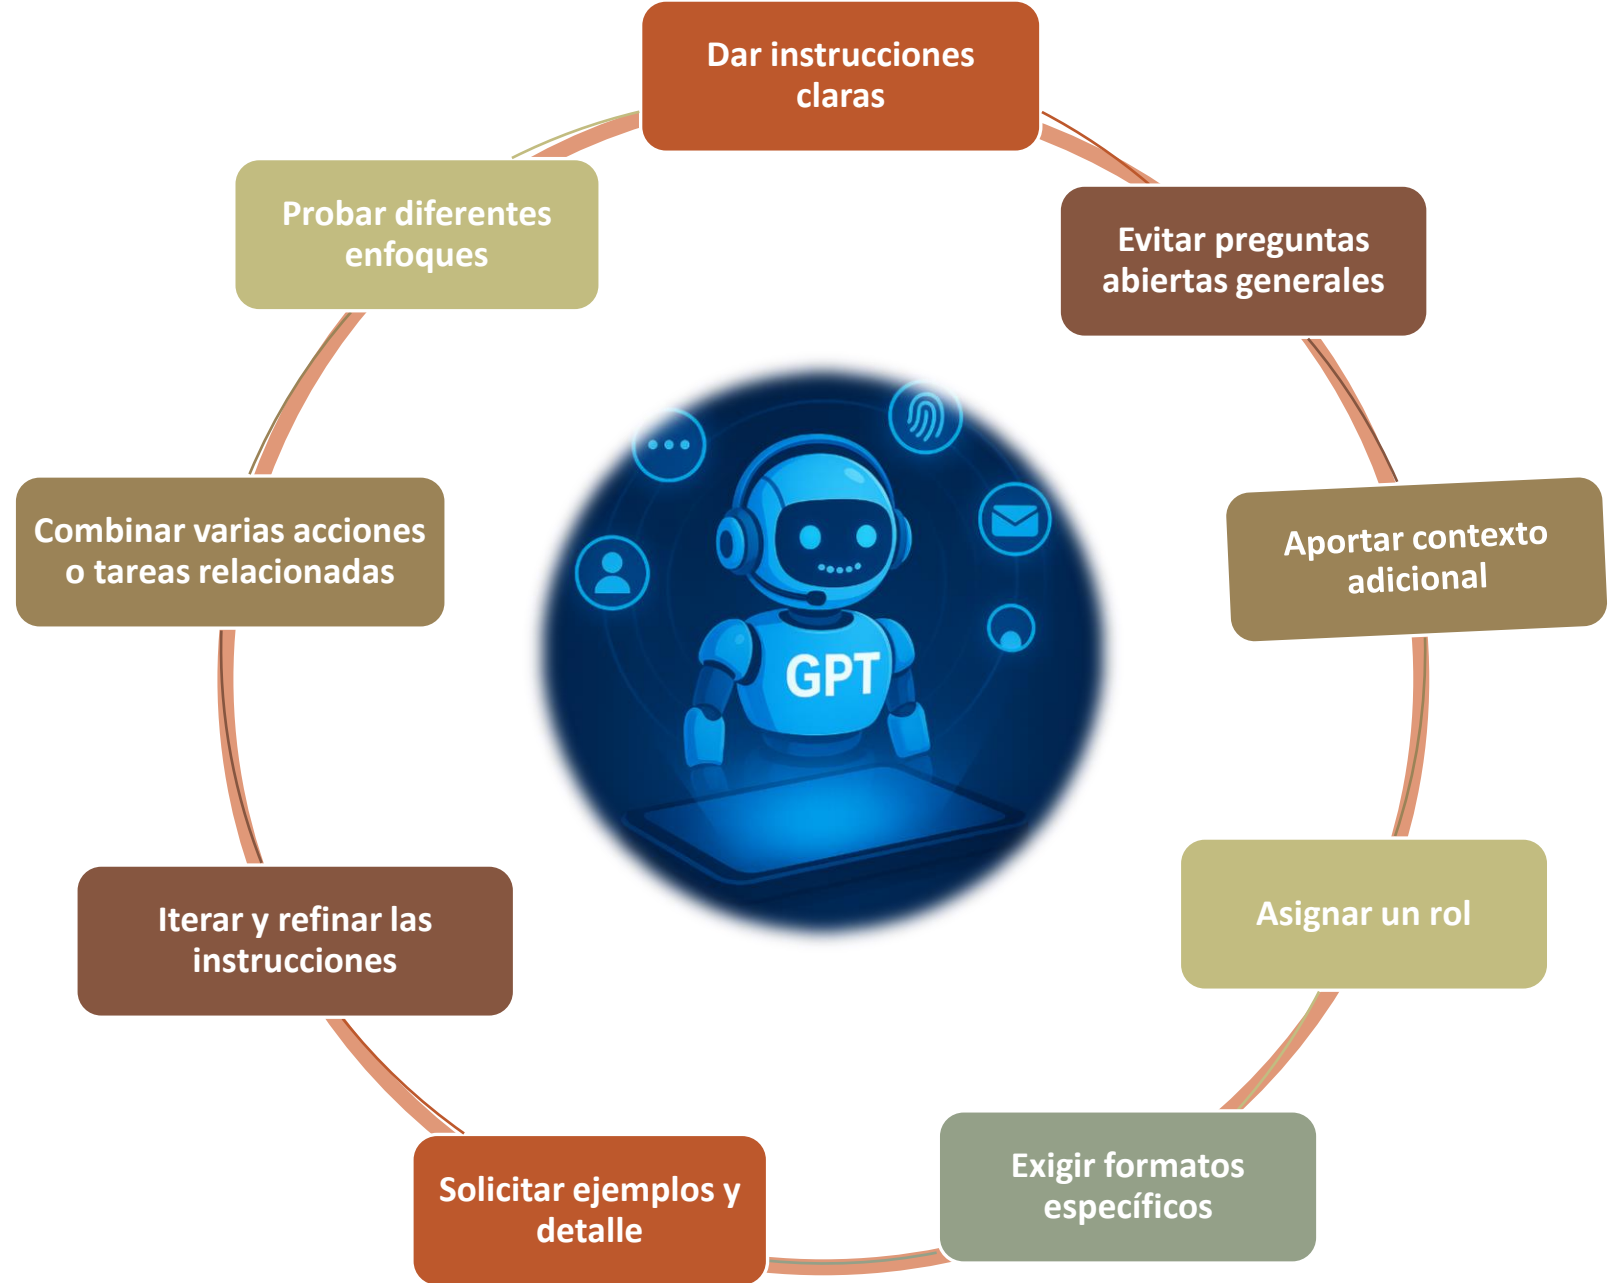 Dar instrucciones
claras
Evitar preguntas
abiertas generales
Aportar contexto
adicional
Asignar un rol
Exigir formatos
específicos
Solicitar ejemplos y
detalle
Iterar y refinar las
instrucciones
Combinar varias acciones
o tareas relacionadas
Probar diferentes
enfoques
GPT